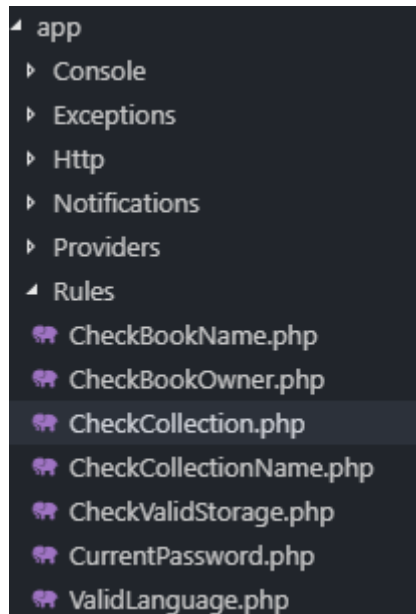 app
Console
Exceptions
Http
Notifications
Providers
Rules
CheckBookName.php
CheckBookOwner.php
CheckCollection.php
CheckCollectionName.php
CheckValidStorage.php
CurrentPassword.php
ValidLanguage.php